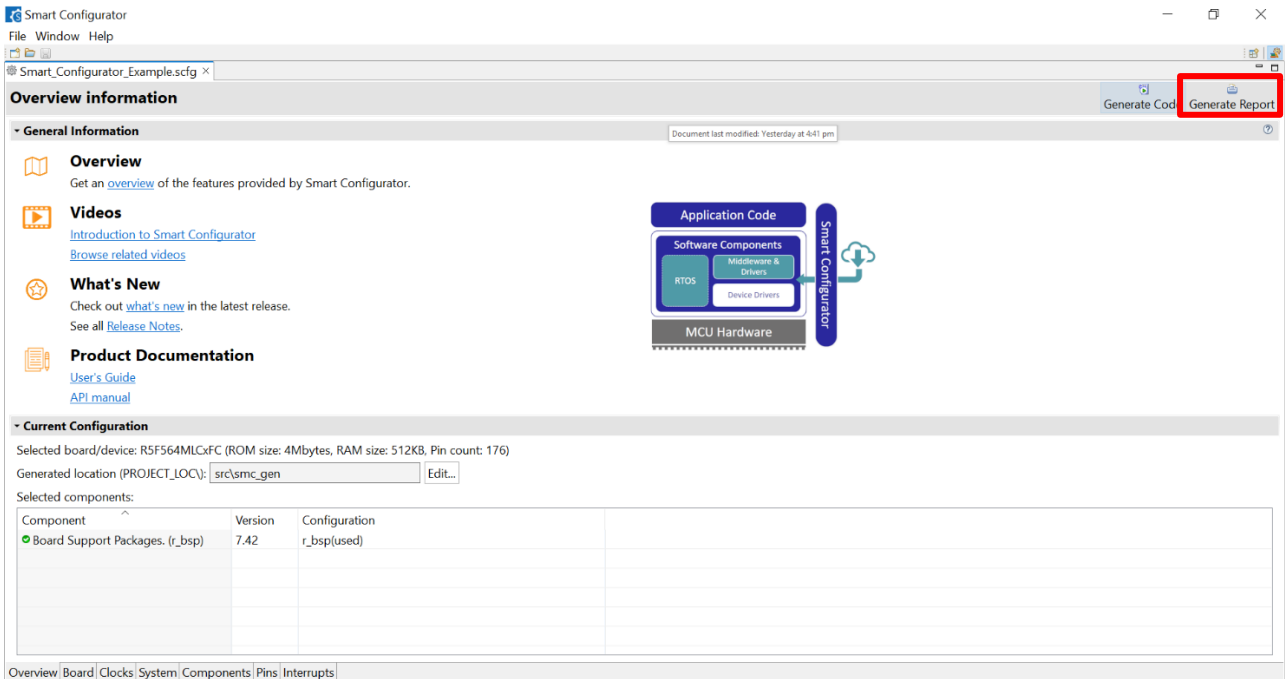 Smart Configurator
File Window Help
Smart_Configurator_Example.scfg
Overview information
Generate Code
Generate Report
General Information
Document last modified: Yesterday at 4:41 pm
Overview
Get an overview of the features provided by Smart Configurator.
Videos
Introduction to Smart Configurator
Browse related videos
What's New
Check out what's new in the latest release.
See all Release Notes.
Product Documentation
User's Guide
API manual
Application Code
Software Components
RTOS
Middleware &
Drivers
Device Drivers
MCU Hardware
Smart Configurator
Current Configuration
Selected board/device: R5F564MLCxFC (ROM size: 4Mbytes, RAM size: 512KB, Pin count: 176)
Generated location (PROJECT_LOC\): src\smc_gen Edit...
Selected components:
Component Version Configuration
Board Support Packages. (r_bsp) 7.42 r_bsp(used)
Overview Board Clocks System Components Pins Interrupts